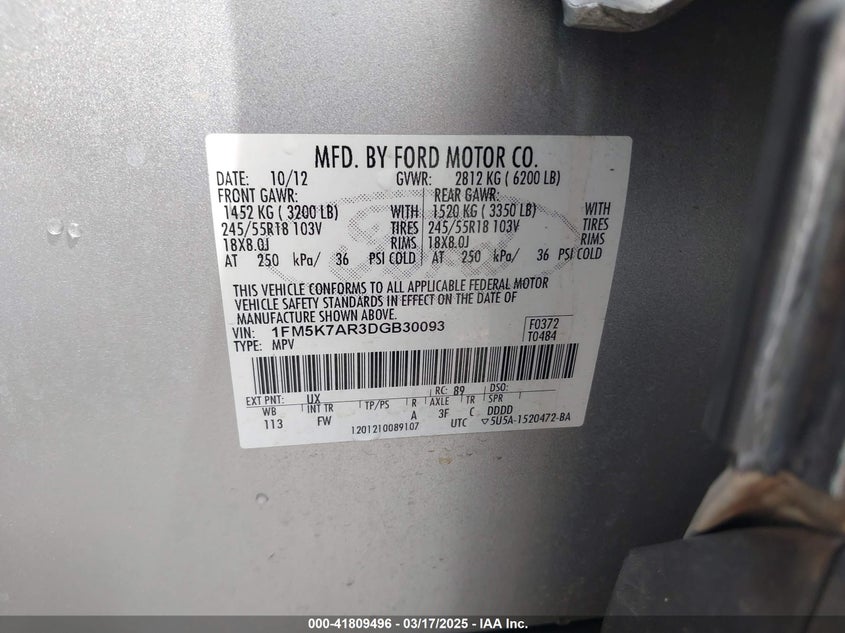 MFD. BY FORD MOTOR CO.
DATE: 10/12 GVWR: 2812 KG ( 6200 LB)
FRONT GAWR: REAR GAWR:
1452 KG ( 3200 LB) WITH 1520 KG ( 3350 LB) WITH
245/55R18 103V TIRES 245/55R18 103V TIRES
18X8.0J RIMS 18X8.0J RIMS
AT 250 kPa/ 36 PSI COLD AT 250 kPa/ 36 PSI COLD
Ford
THIS VEHICLE CONFORMS TO ALL APPLICABLE FEDERAL MOTOR
VEHICLE SAFETY STANDARDS IN EFFECT ON THE DATE OF
MANUFACTURE SHOWN ABOVE.
VIN: 1FM5K7AR3DGB30093 F0372
TYPE: MPV T0484
EXT PNT: UX RC: 89 DSO:
WB INT TR TP/PS R AXLE TR SPR
113 FW A 3F C DDDD
1201210089107 UTC ▽5U5A-1520472-BA
000-41809496 - 03/17/2025 - IAA Inc.